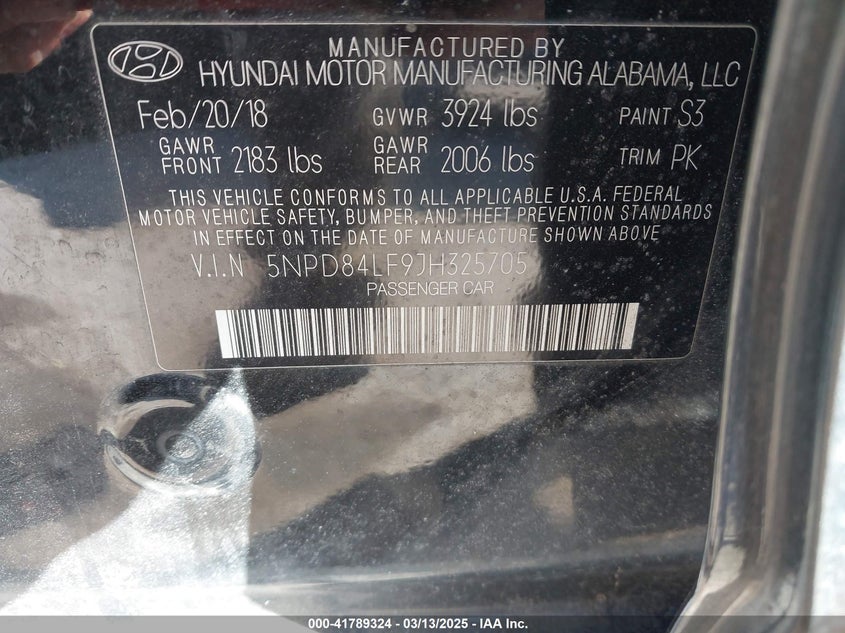 MANUFACTURED BY
HYUNDAI MOTOR MANUFACTURING ALABAMA, LLC
Feb/20/18 GVWR 3924 lbs PAINT S3
GAWR FRONT 2183 lbs GAWR REAR 2006 lbs TRIM PK
THIS VEHICLE CONFORMS TO ALL APPLICABLE U.S.A. FEDERAL
MOTOR VEHICLE SAFETY, BUMPER, AND THEFT PREVENTION STANDARDS
IN EFFECT ON THE DATE OF MANUFACTURE SHOWN ABOVE
V.I.N 5NPD84LF9JH325705
PASSENGER CAR
000-41789324 / 03/13/2025 - IAA Inc.